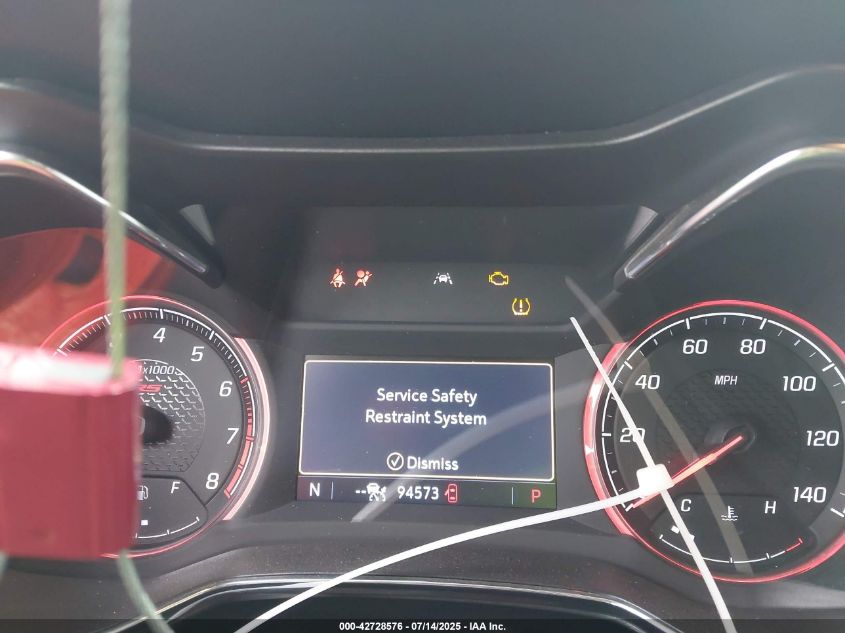 4
5
6
7
8
x1000
RS
F
Service Safety
Restraint System
Dismiss
N -- 94573 P
20
40
60
80
100
120
140
MPH
C H
000-42728576 - 07/14/2025 - IAA Inc.